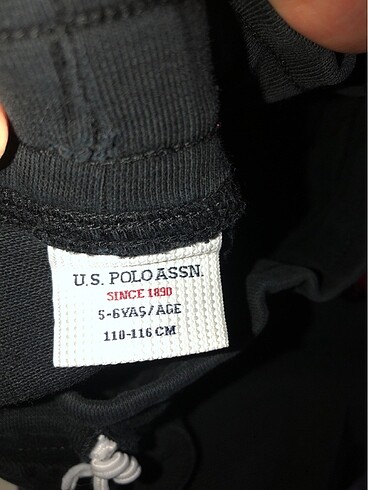 U.S. POLO ASSN.
SINCE 1890
5-6YAŞ/AGE
110-116 CM